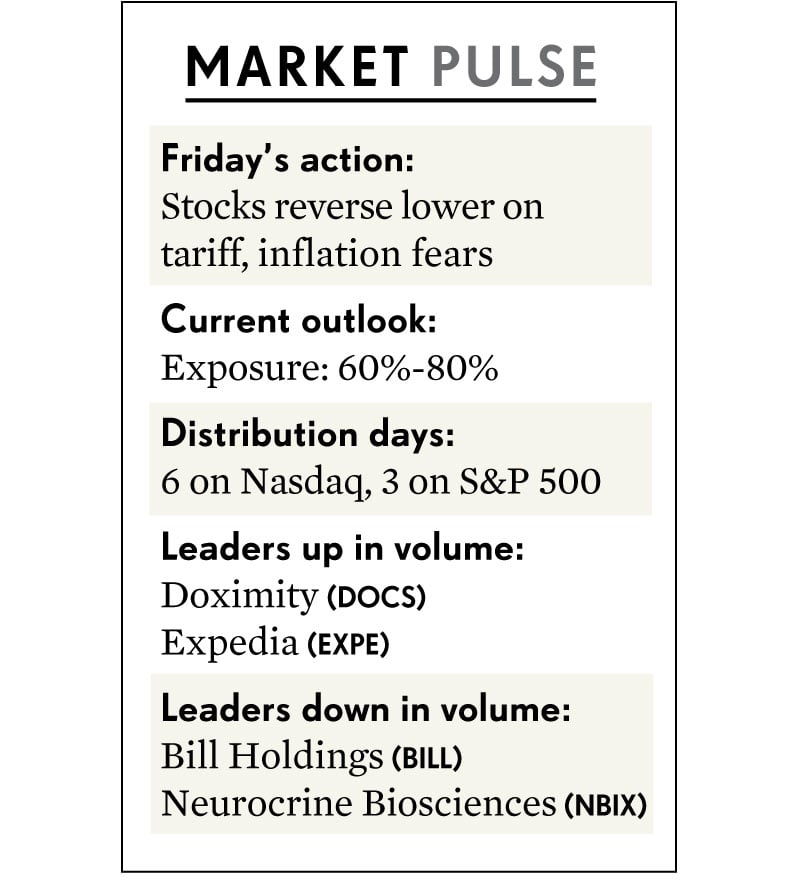 MARKET PULSE
Friday's action:
Stocks reverse lower on
tariff, inflation fears
Current outlook:
Exposure: 60%-80%
Distribution days:
6 on Nasdaq, 3 on S&P 500
Leaders up in volume:
Doximity (DOCS)
Expedia (EXPE)
Leaders down in volume:
Bill Holdings (BILL)
Neurocrine Biosciences (NBIX)